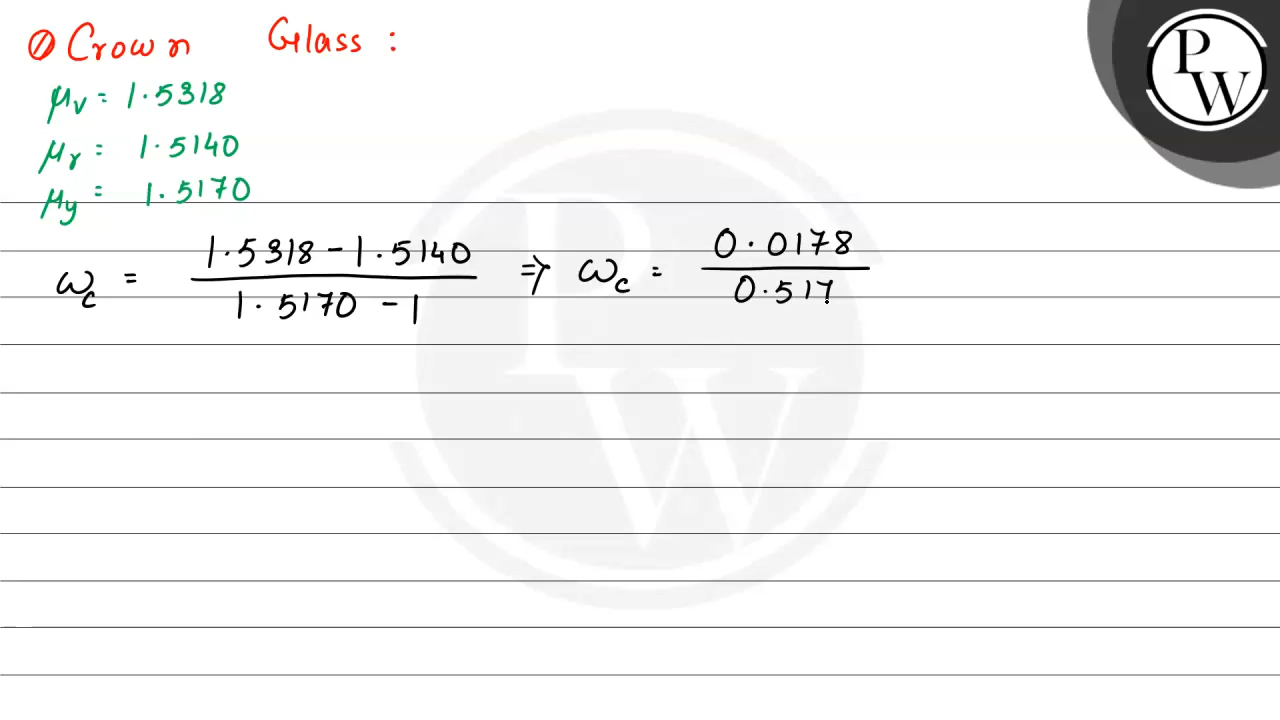 ① Crown Glass :
μv = 1.5318
μr = 1.5140
μy = 1.5170
ωc = (1.5318 - 1.5140) / (1.5170 - 1) ⇒ ωc = 0.0178 / 0.517
PW